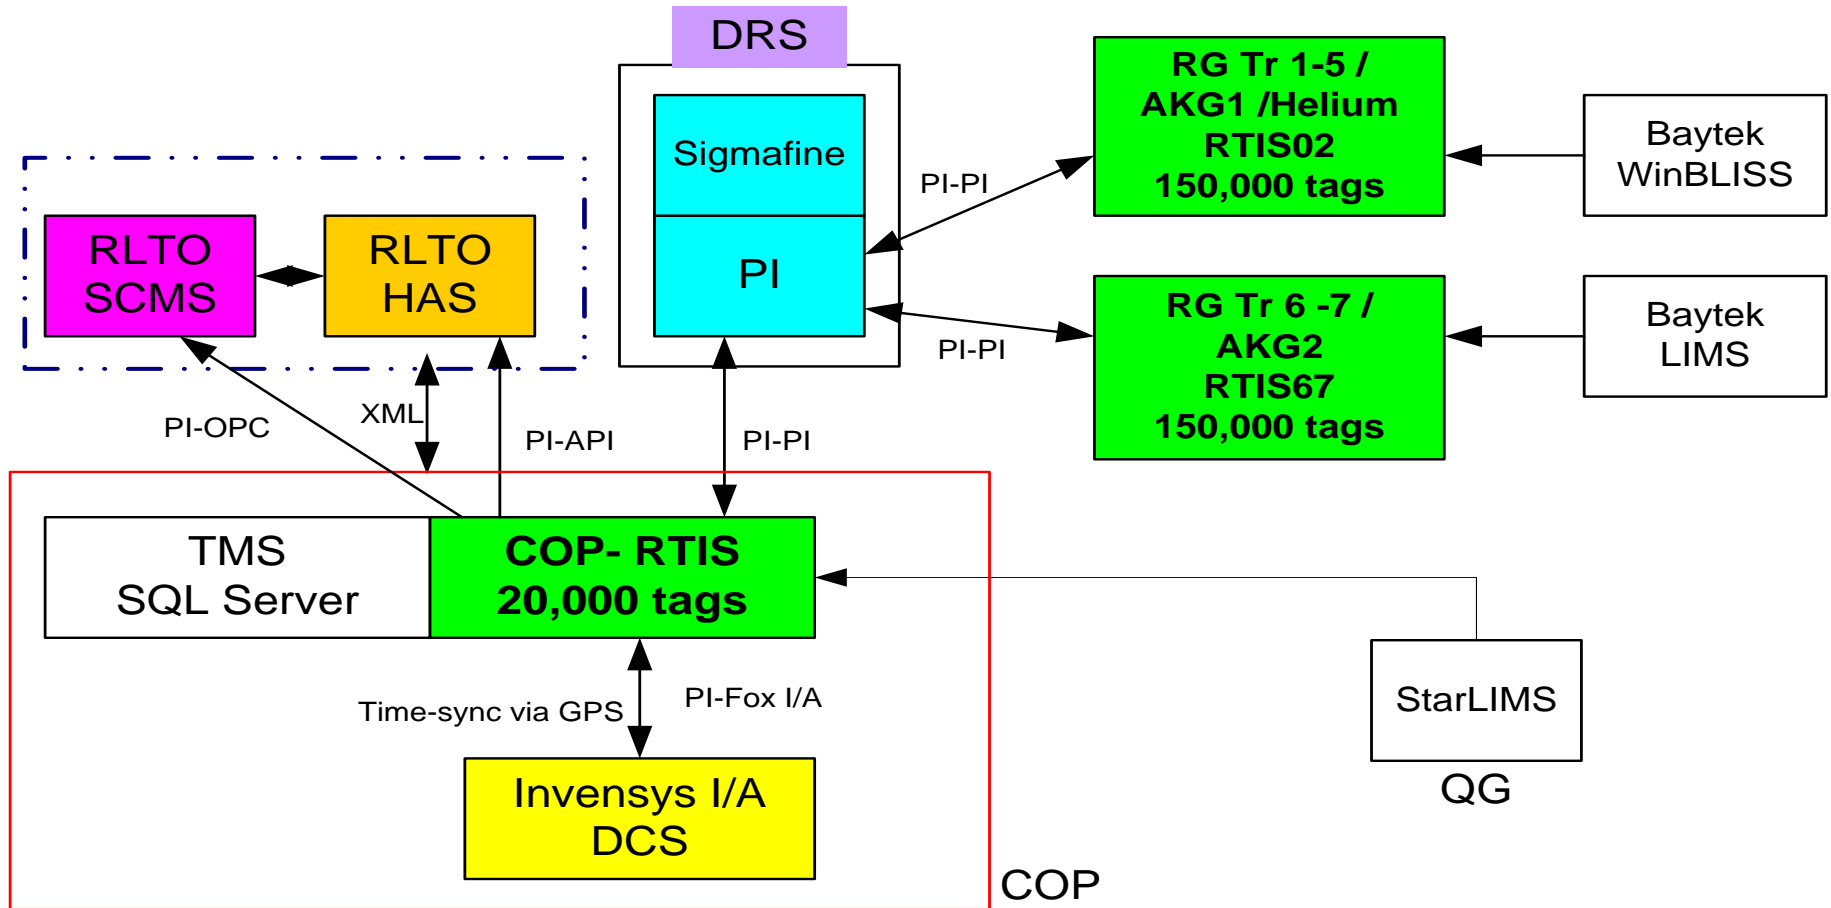 DRS
Sigmafine
PI
RG Tr 1-5 /
AKG1 /Helium
RTIS02
150,000 tags
Baytek
WinBLISS
PI-PI
RLTO
SCMS
RLTO
HAS
RG Tr 6 -7 /
AKG2
RTIS67
150,000 tags
Baytek
LIMS
PI-PI
PI-OPC
XML
PI-API
PI-PI
TMS
SQL Server
COP- RTIS
20,000 tags
Time-sync via GPS
PI-Fox I/A
StarLIMS
QG
Invensys I/A
DCS
COP